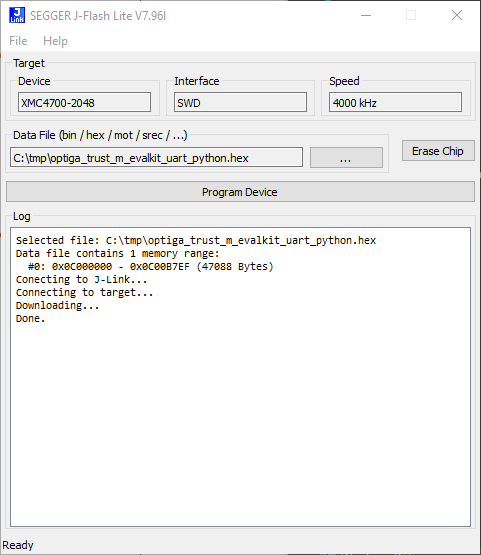 J
Link
SEGGER J-Flash Lite V7.96l
File Help
Target
Device Interface Speed
XMC4700-2048 SWD 4000 kHz
Data File (bin / hex / mot / srec / ...)
C:\tmp\optiga_trust_m_evalkit_uart_python.hex ... Erase Chip
Program Device
Log
Selected file: C:\tmp\optiga_trust_m_evalkit_uart_python.hex
Data file contains 1 memory range:
#0: 0x0C000000 - 0x0C00B7EF (47088 Bytes)
Conecting to J-Link...
Connecting to target...
Downloading...
Done.
Ready